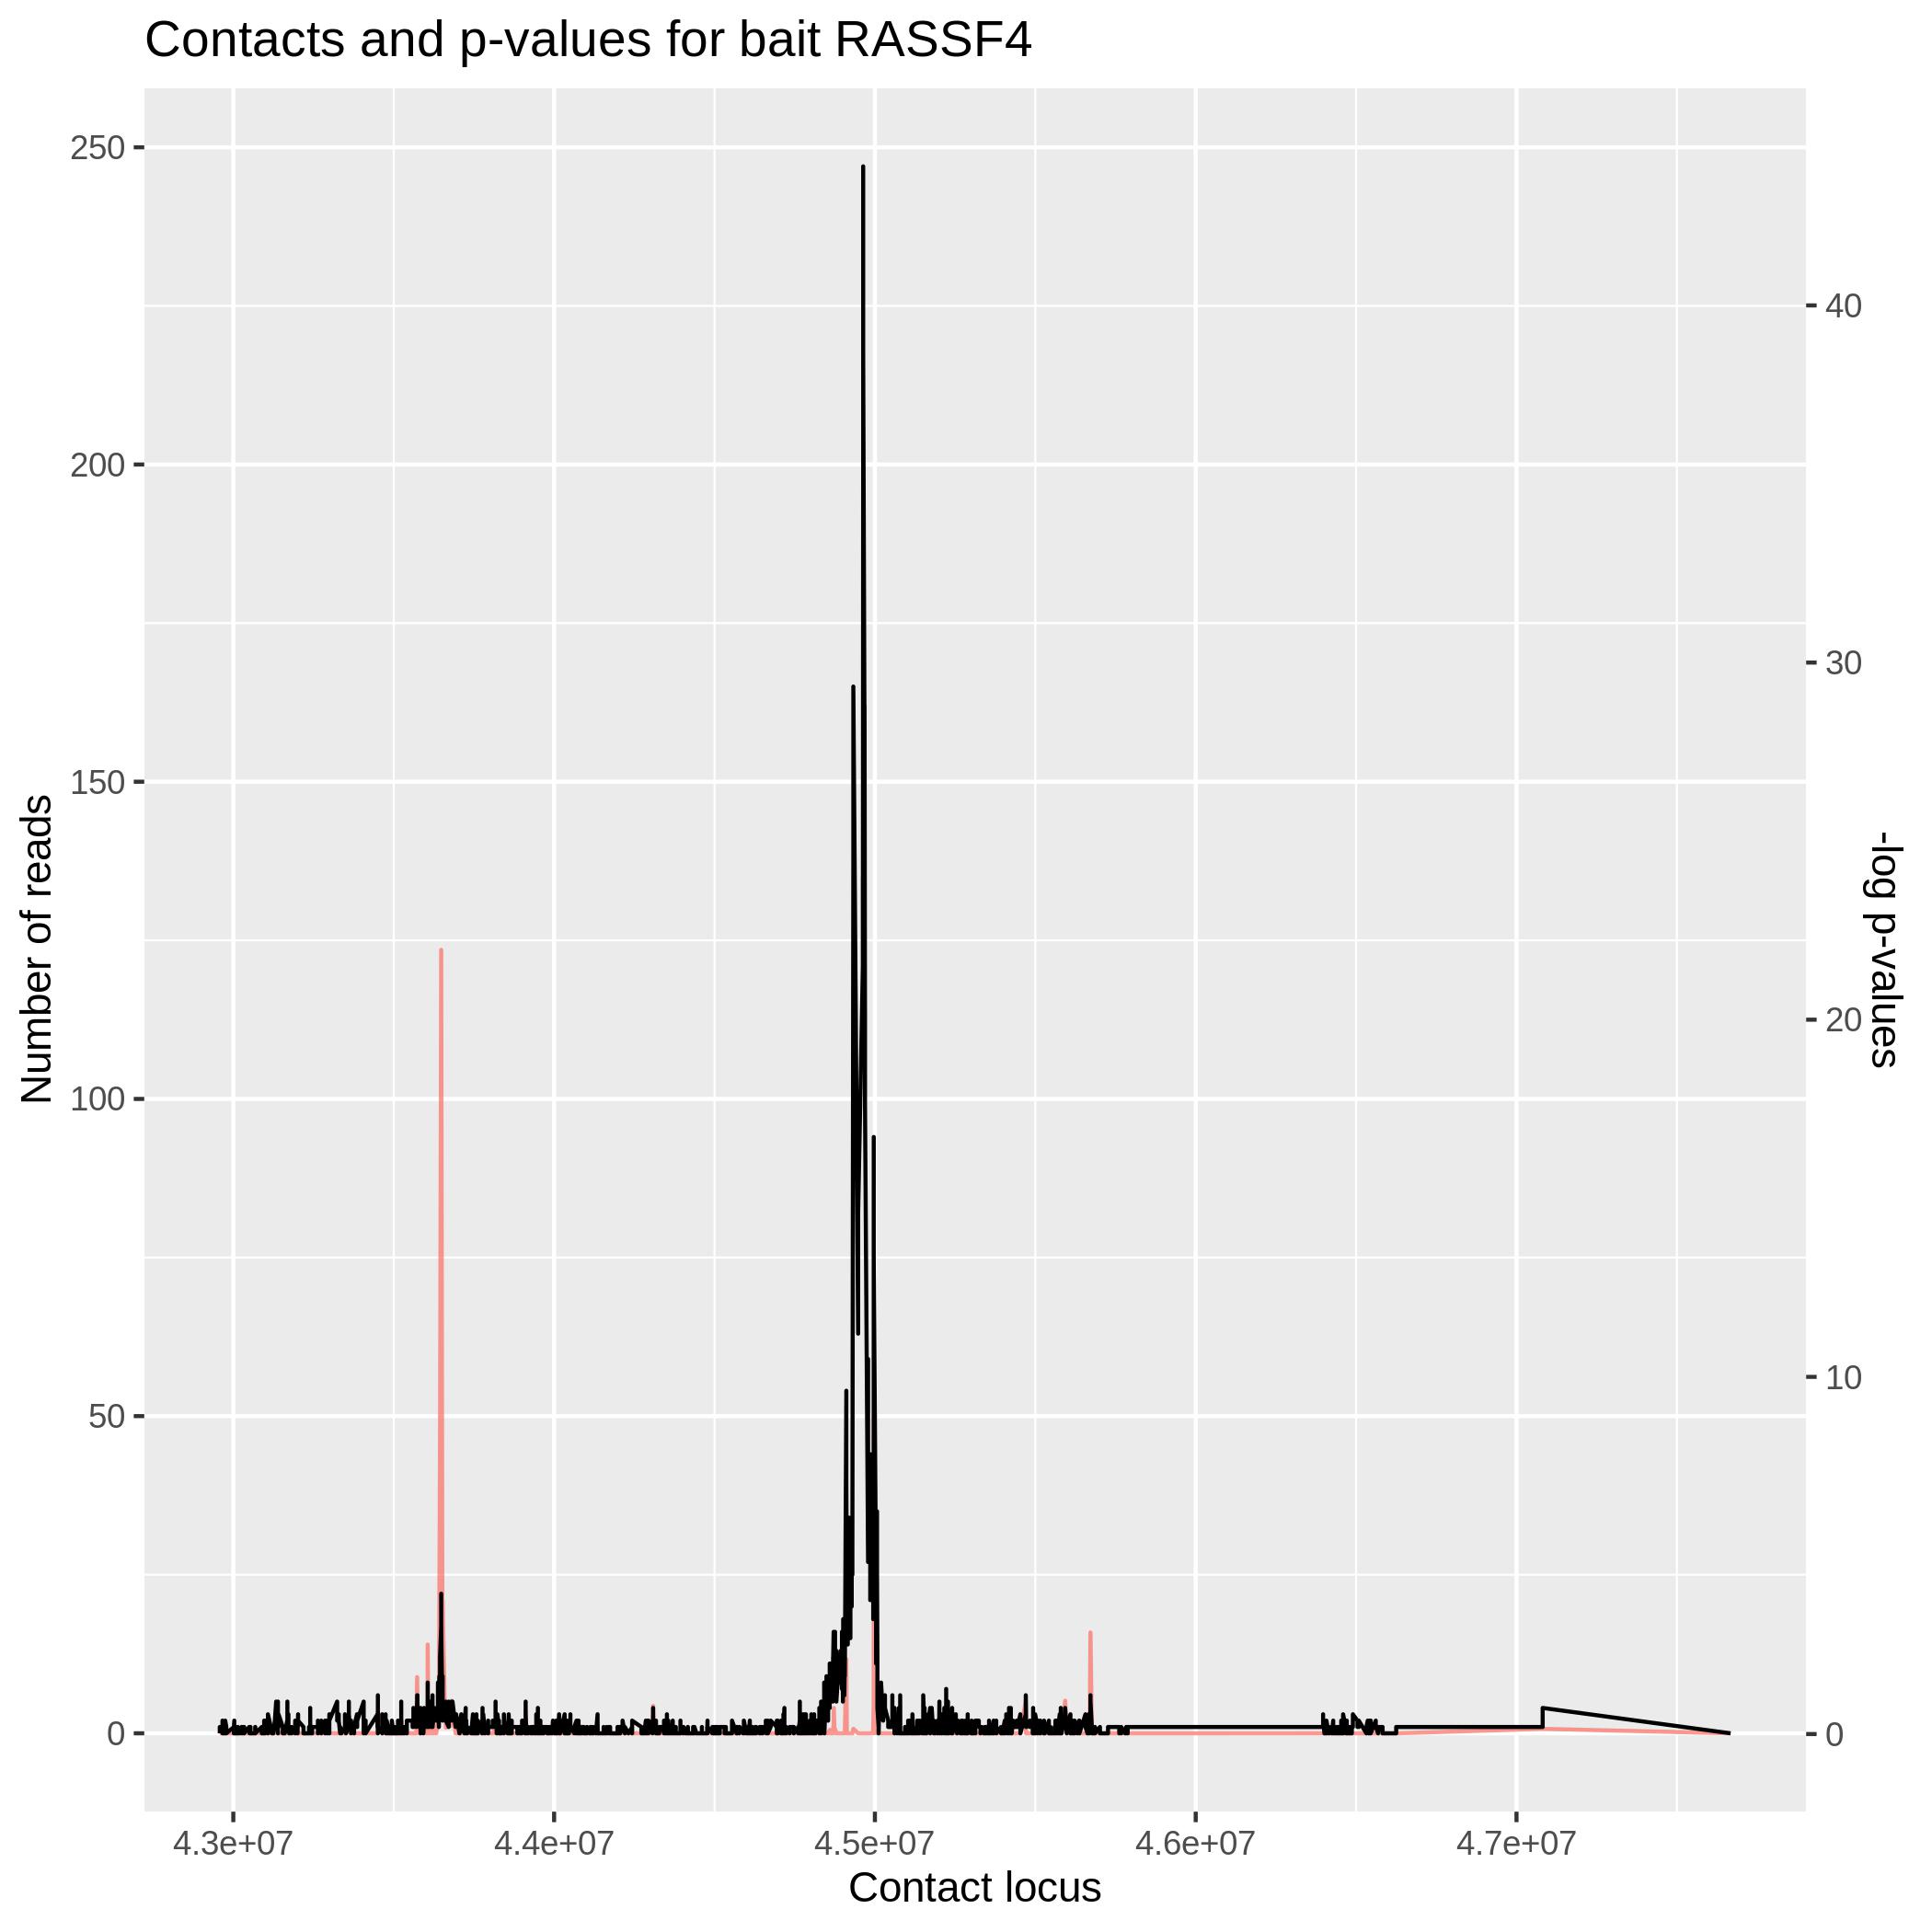 Contacts and p-values for bait RASSF4
250
200
150
100
50
0
Number of reads
40
30
20
10
0
-log p-values
4.3e+07
4.4e+07
4.5e+07
4.6e+07
4.7e+07
Contact locus